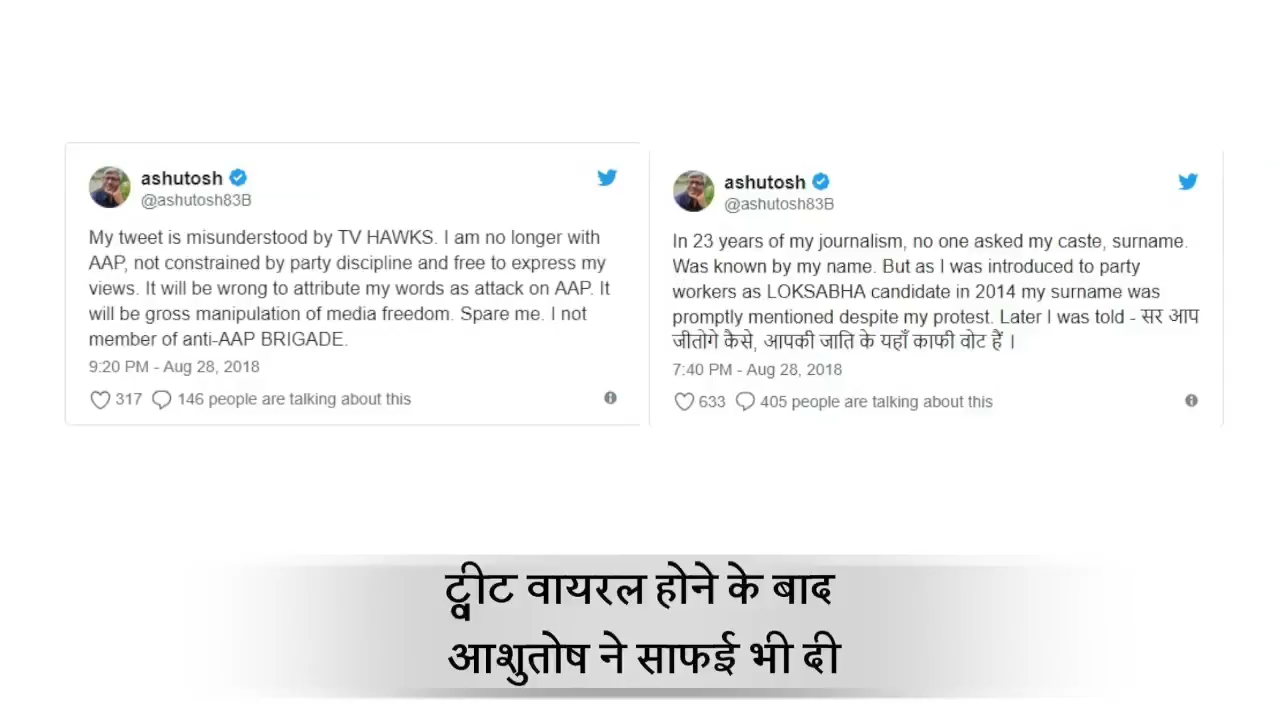 ashutosh
@ashutosh83B
My tweet is misunderstood by TV HAWKS. I am no longer with
AAP, not constrained by party discipline and free to express my
views. It will be wrong to attribute my words as attack on AAP. It
will be gross manipulation of media freedom. Spare me. I not
member of anti-AAP BRIGADE.
9:20 PM - Aug 28, 2018
317 146 people are talking about this
ashutosh
@ashutosh83B
In 23 years of my journalism, no one asked my caste, surname.
Was known by my name. But as I was introduced to party
workers as LOKSABHA candidate in 2014 my surname was
promptly mentioned despite my protest. Later I was told - सर आप
जीतोगे कैसे, आपकी जाति के यहाँ काफी वोट हैं ।
7:40 PM - Aug 28, 2018
633 405 people are talking about this
ट्वीट वायरल होने के बाद
आशुतोष ने साफई भी दी